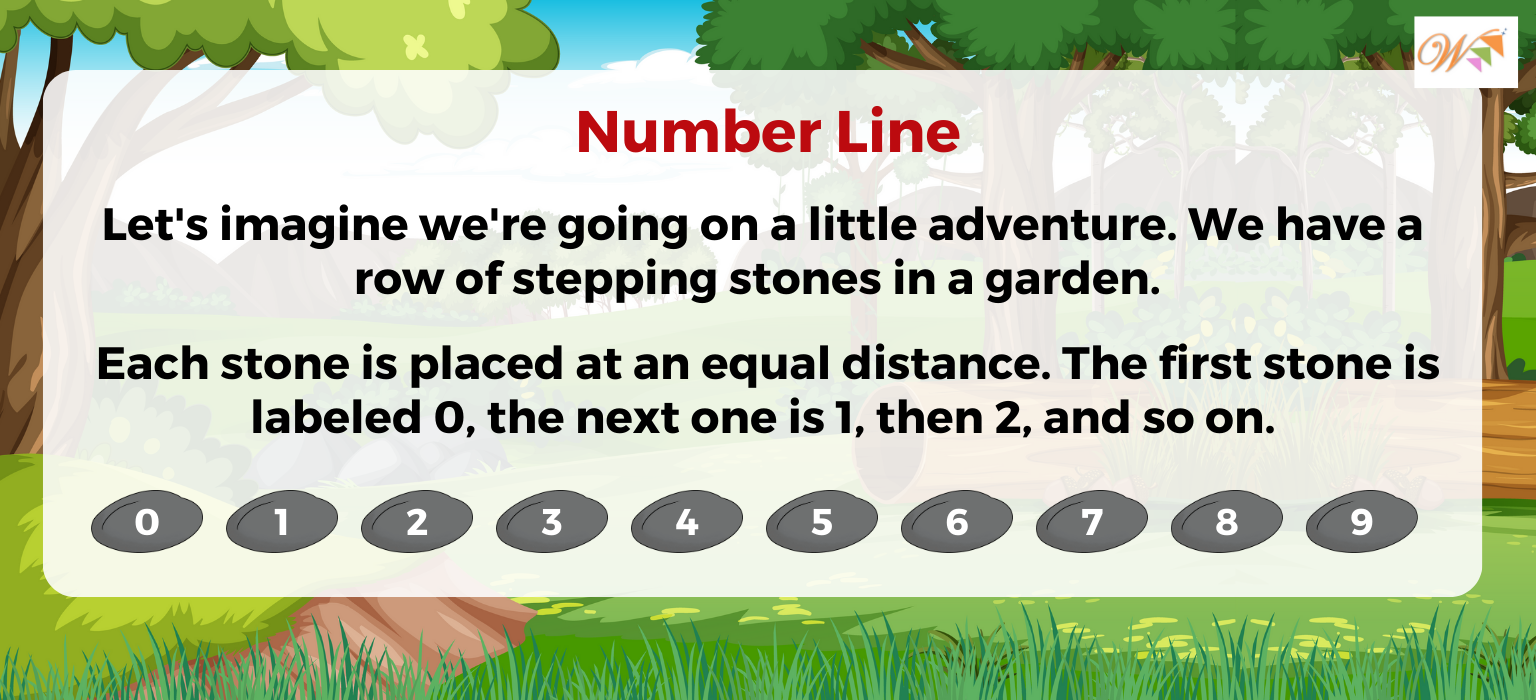 W
Number Line
Let's imagine we're going on a little adventure. We have a
row of stepping stones in a garden.
Each stone is placed at an equal distance. The first stone is
labeled 0, the next one is 1, then 2, and so on.
0 1 2 3 4 5 6 7 8 9